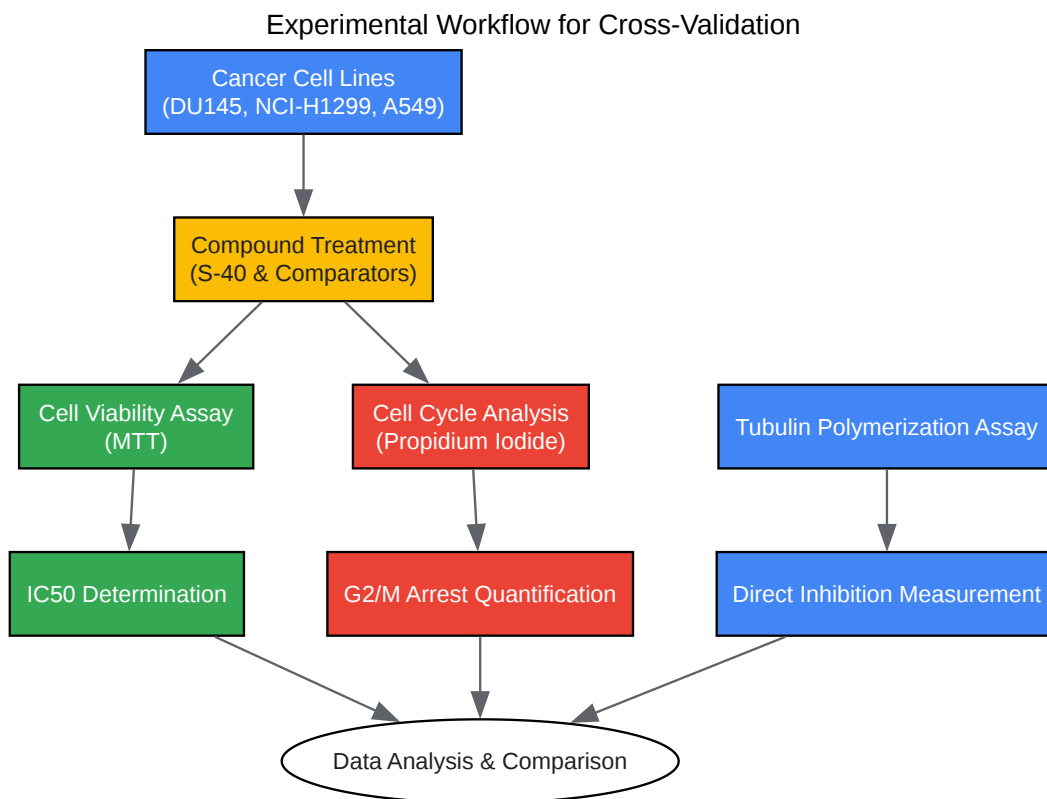 Experimental Workflow for Cross-Validation
Cancer Cell Lines
(DU145, NCI-H1299, A549)
Compound Treatment
(S-40 & Comparators)
Cell Viability Assay
(MTT)
Cell Cycle Analysis
(Propidium Iodide)
Tubulin Polymerization Assay
IC50 Determination
G2/M Arrest Quantification
Direct Inhibition Measurement
Data Analysis & Comparison